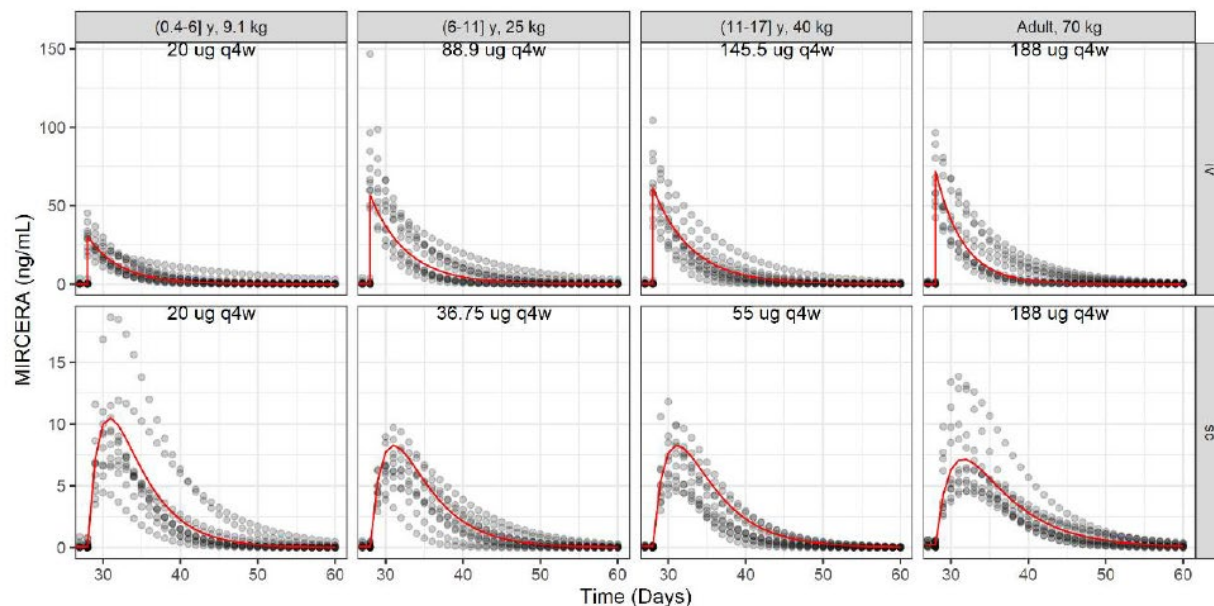 (0.4-6] y, 9.1 kg
(6-11] y, 25 kg
(11-17] y, 40 kg
Adult, 70 kg
20 ug q4w
88.9 ug q4w
145.5 ug q4w
188 ug q4w
150
100
50
0
20 ug q4w
36.75 ug q4w
55 ug q4w
188 ug q4w
15
10
5
0
MIRCERA (ng/mL)
30 40 50 60
30 40 50 60
30 40 50 60
30 40 50 60
Time (Days)